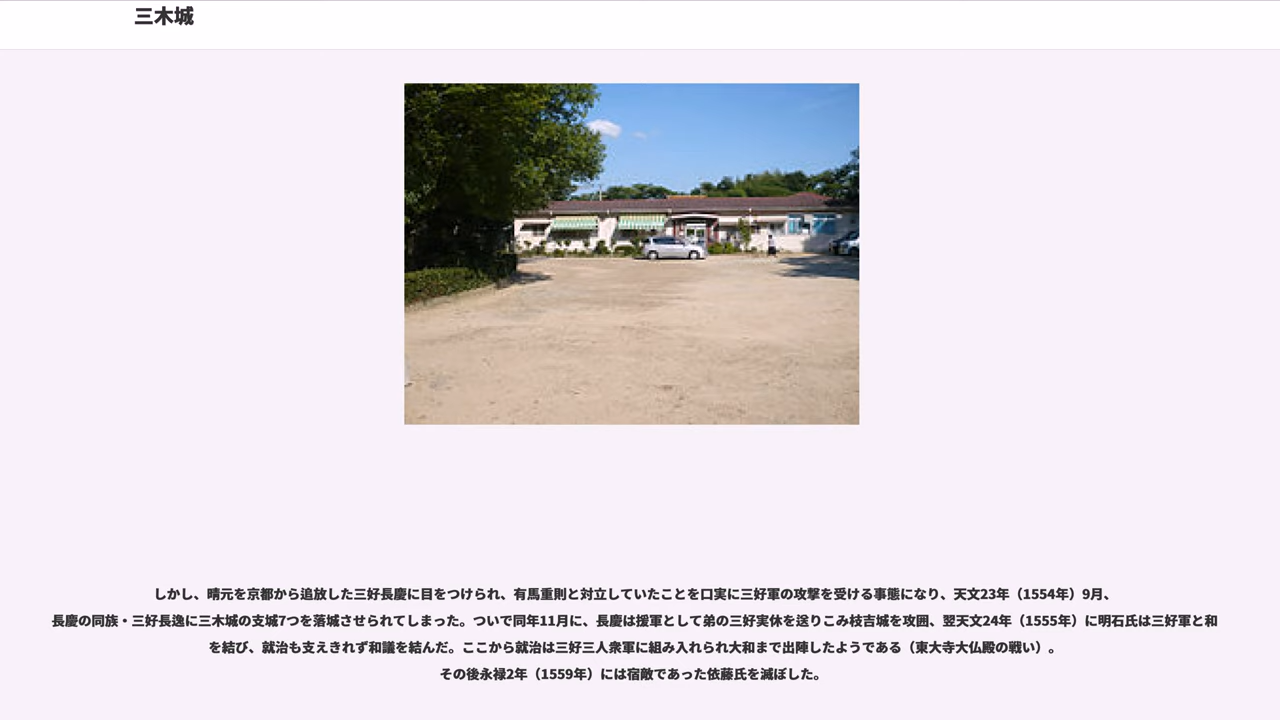 三木城
しかし、晴元を京都から追放した三好長慶に目をつけられ、有馬重則と対立していたことを口実に三好軍の攻撃を受ける事態になり、天文23年（1554年）9月、
長慶の同族・三好長逸に三木城の支城7つを落城させられてしまった。ついで同年11月に、長慶は援軍として弟の三好実休を送りこみ枝吉城を攻囲、翌天文24年（1555年）に明石氏は三好軍と和
を結び、就治も支えきれず和議を結んだ。ここから就治は三好三人衆軍に組み入れられ大和まで出陣したようである（東大寺大仏殿の戦い）。
その後永禄2年（1559年）には宿敵であった依藤氏を滅ぼした。